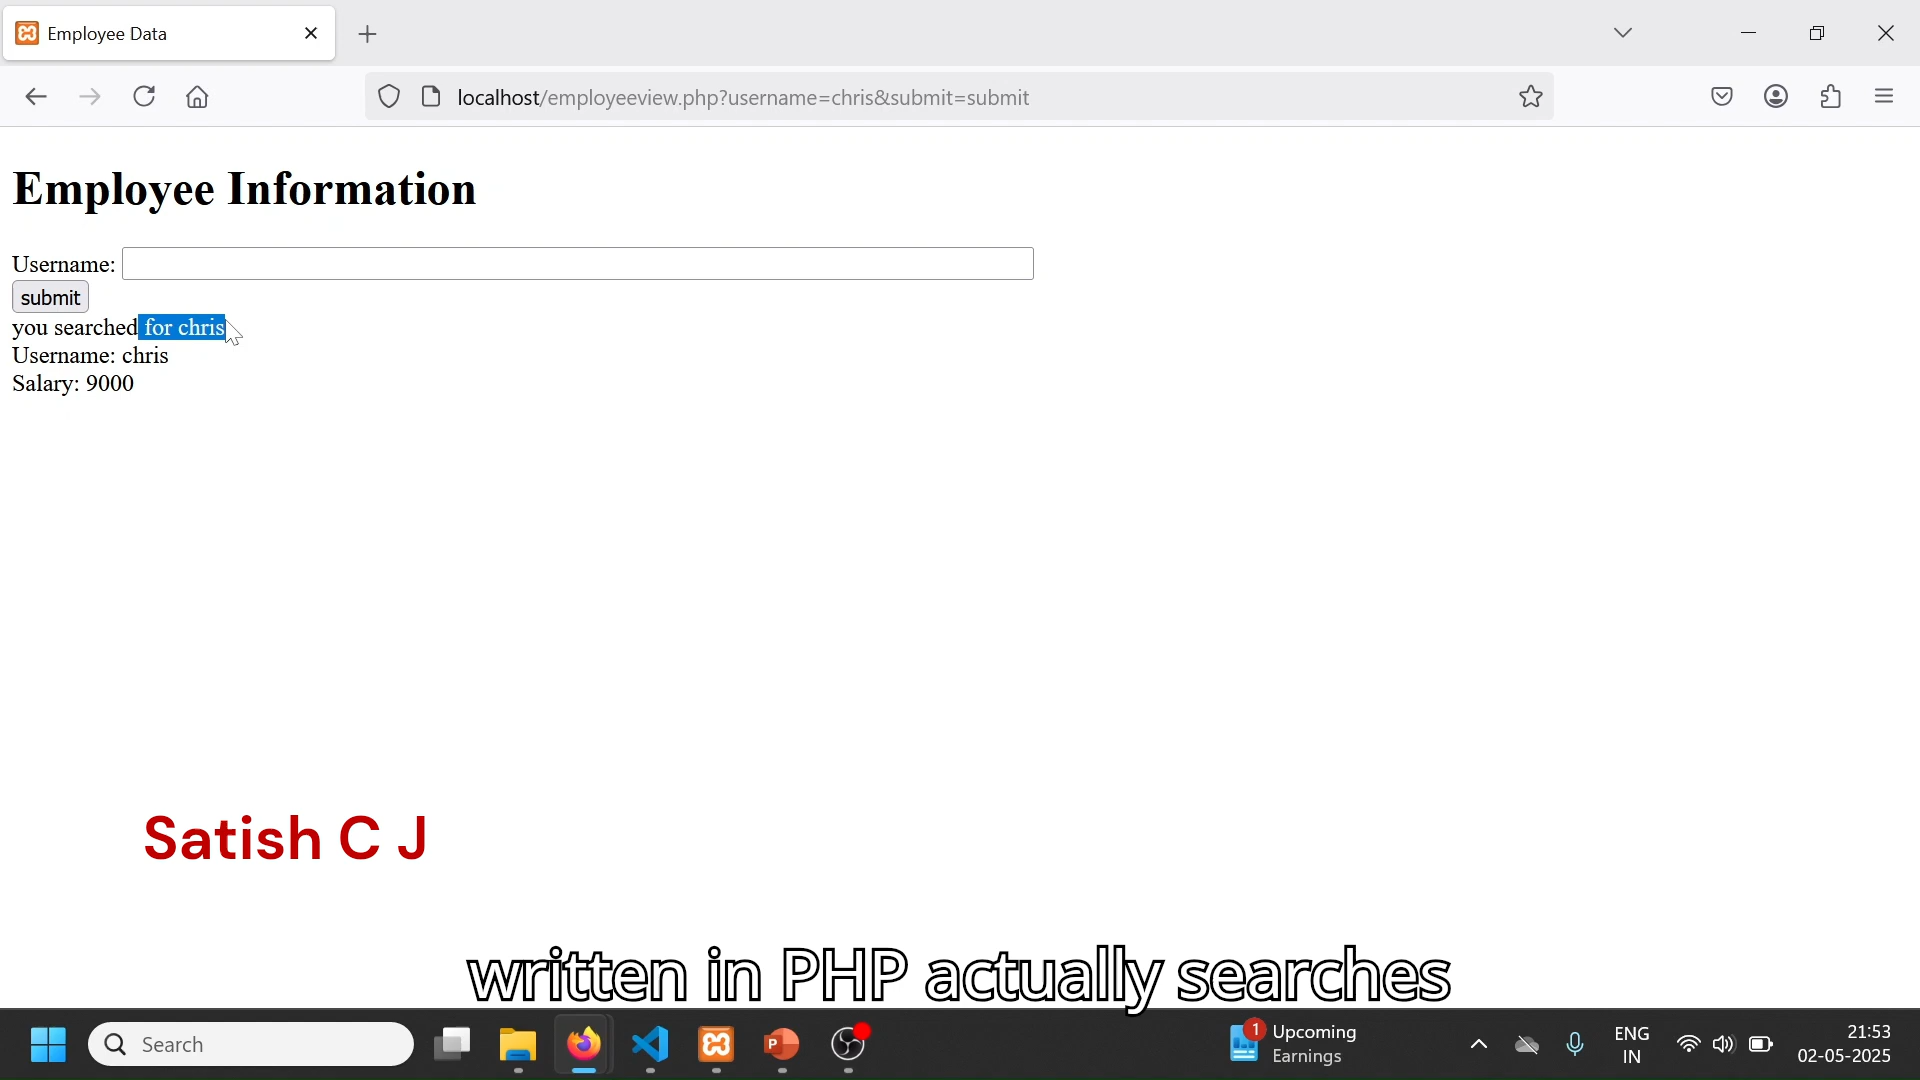 Employee Data
localhost/employeeview.php?username=chris&submit=submit
Employee Information
Username:
submit
you searched for chris
Username: chris
Salary: 9000
Satish C J
written in PHP actually searches
Search
P
1
Upcoming
Earnings
ENG
IN
21:53
02-05-2025